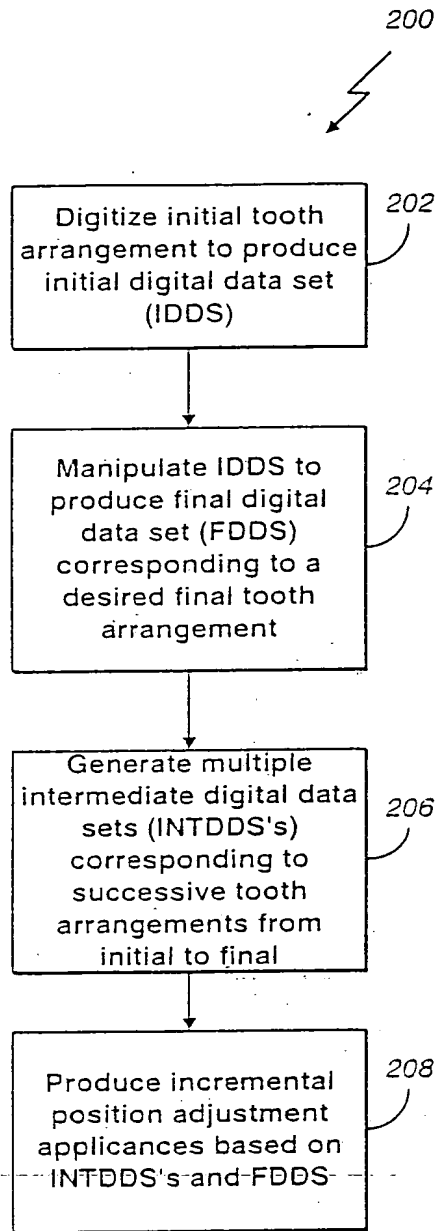 200
Digitize initial tooth
arrangement to produce
initial digital data set
(IDDS)
202
Manipulate IDDS to
produce final digital
data set (FDDS)
corresponding to a
desired final tooth
arrangement
204
Generate multiple
intermediate digital data
sets (INTDDS's)
corresponding to
successive tooth
arrangements from
initial to final
206
Produce incremental
position adjustment
applicances based on
INTDDS's and FDDS
208